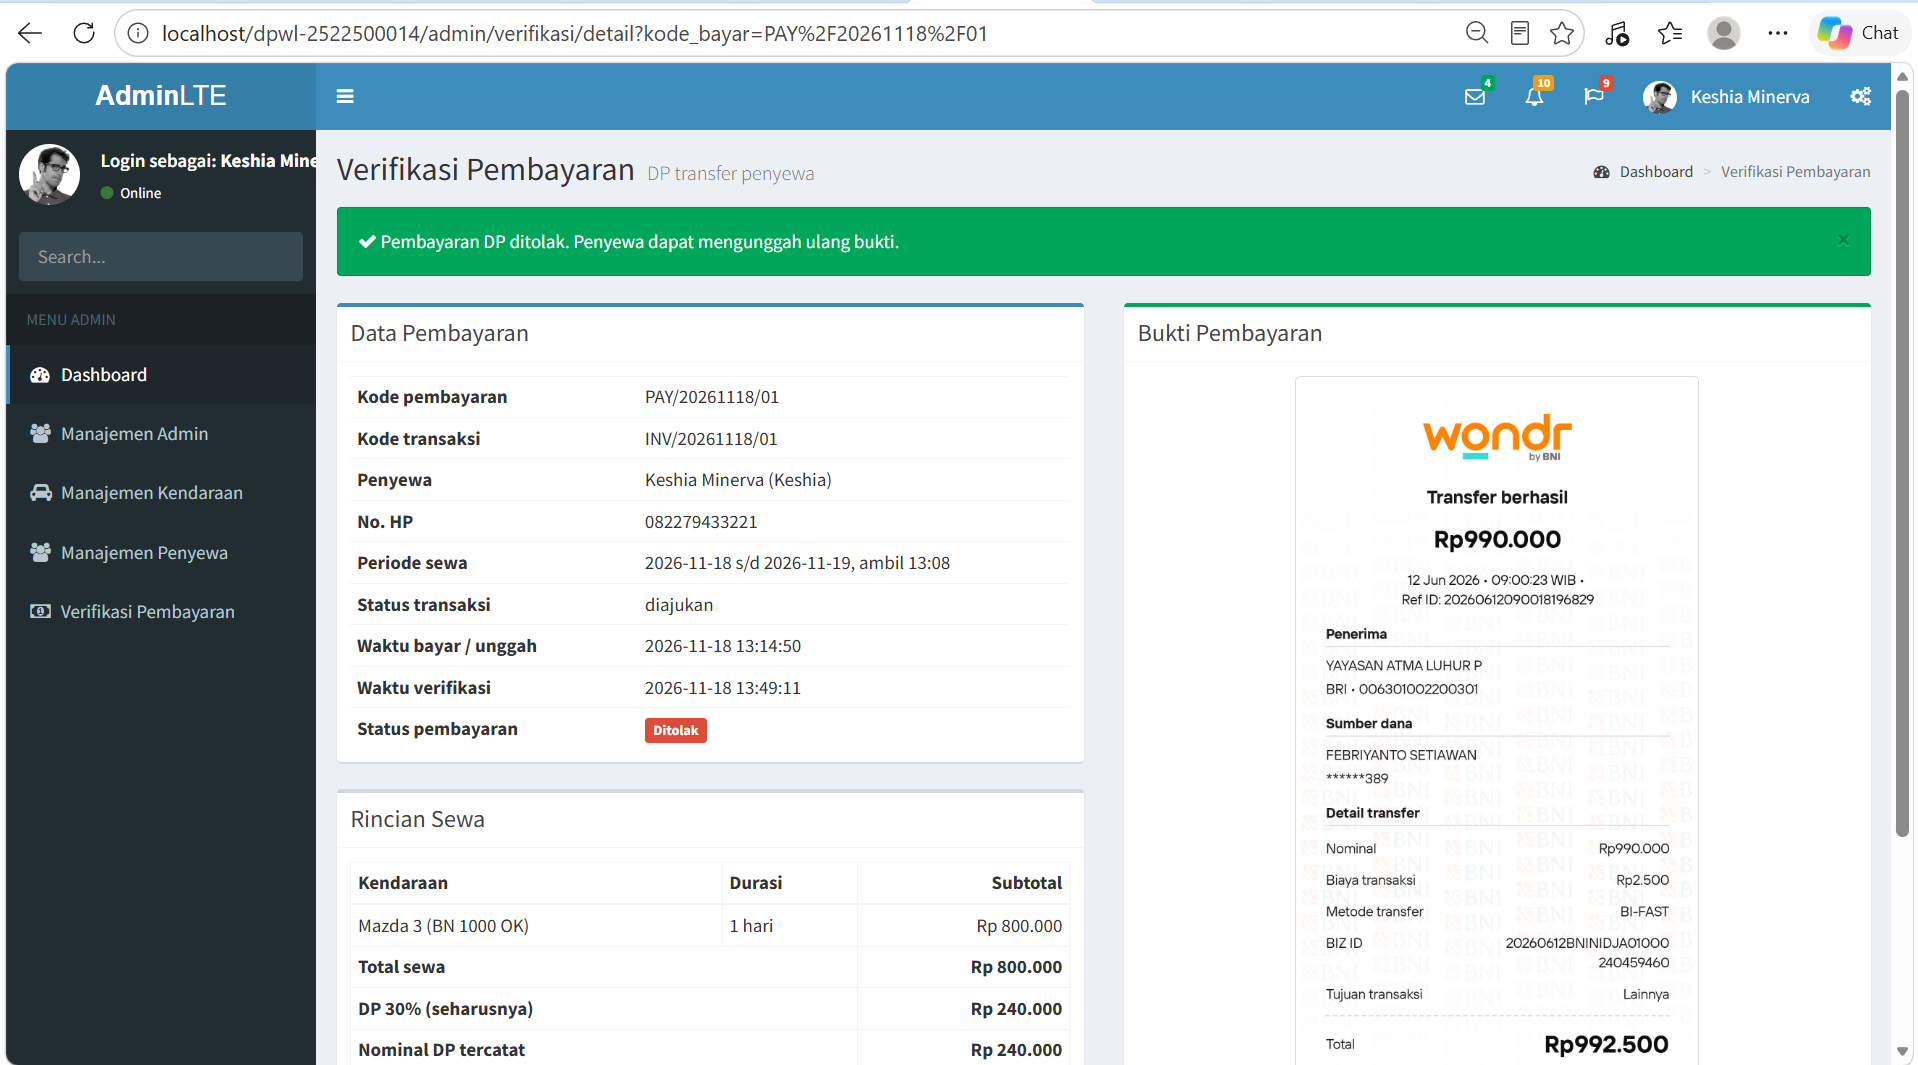 localhost/dpwl-2522500014/admin/verifikasi/detail?kode_bayar=PAY%2F20261118%2F01
Chat
AdminLTE
4
10
9
Keshia Minerva
Login sebagai: Keshia Mine
Online
Search...
MENU ADMIN
Dashboard
Manajemen Admin
Manajemen Kendaraan
Manajemen Penyewa
Verifikasi Pembayaran
Verifikasi Pembayaran DP transfer penyewa
Dashboard > Verifikasi Pembayaran
Pembayaran DP ditolak. Penyewa dapat mengunggah ulang bukti.
×
Data Pembayaran
Kode pembayaran PAY/20261118/01
Kode transaksi INV/20261118/01
Penyewa Keshia Minerva (Keshia)
No. HP 082279433221
Periode sewa 2026-11-18 s/d 2026-11-19, ambil 13:08
Status transaksi diajukan
Waktu bayar / unggah 2026-11-18 13:14:50
Waktu verifikasi 2026-11-18 13:49:11
Status pembayaran Ditolak
Rincian Sewa
Kendaraan Durasi Subtotal
Mazda 3 (BN 1000 OK) 1 hari Rp 800.000
Total sewa Rp 800.000
DP 30% (seharusnya) Rp 240.000
Nominal DP tercatat Rp 240.000
Bukti Pembayaran
wondr
by BNI
Transfer berhasil
Rp990.000
12 Jun 2026 • 09:00:23 WIB •
Ref ID: 20260612090018196829
Penerima
YAYASAN ATMA LUHUR P
BRI • 006301002200301
Sumber dana
FEBRIYANTO SETIAWAN
******389
Detail transfer
Nominal Rp990.000
Biaya transaksi Rp2.500
Metode transfer BI-FAST
BIZ ID 20260612BNINIDJA010O0
240459460
Tujuan transaksi Lainnya
Total Rp992.500